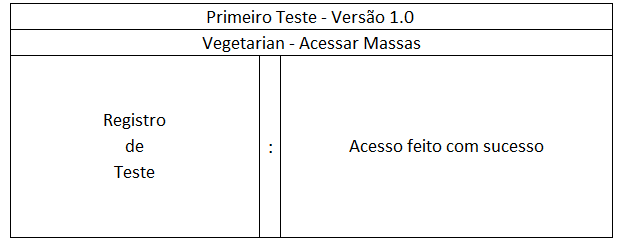 Primeiro Teste - Versão 1.0
Vegetarian - Acessar Massas
Registro
de
Teste
:
Acesso feito com sucesso